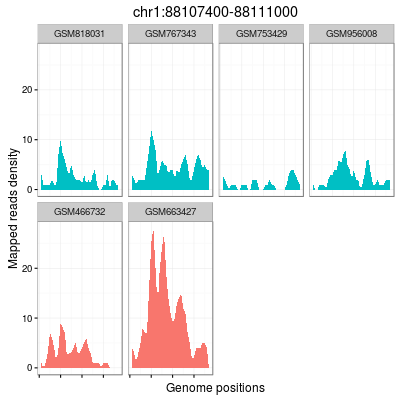 chr1:88107400-88111000
GSM818031 GSM767343 GSM753429 GSM956008
20
10
0
GSM466732 GSM663427
20
10
0
Mapped reads density
Genome positions